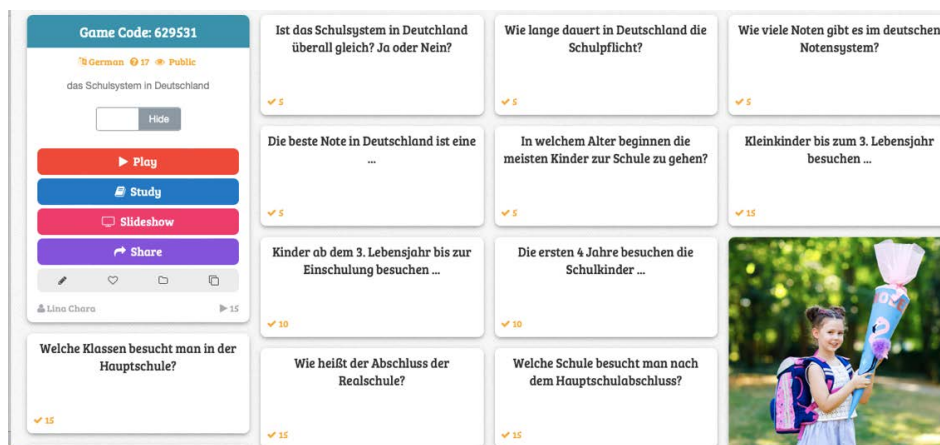 Game Code: 629531
German 17 Public
das Schulsystem in Deutschland
Hide
Play
Study
Slideshow
Share
Lina Chara 15
Welche Klassen besucht man in der
Hauptschule?
15
Ist das Schulsystem in Deutchland
überall gleich? Ja oder Nein?
5
Wie lange dauert in Deutschland die
Schulpflicht?
5
Wie viele Noten gibt es im deutschen
Notensystem?
5
Die beste Note in Deutschland ist eine
...
5
In welchem Alter beginnen die
meisten Kinder zur Schule zu gehen?
5
Kleinkinder bis zum 3. Lebensjahr
besuchen ...
15
Kinder ab dem 3. Lebensjahr bis zur
Einschulung besuchen ...
10
Die ersten 4 Jahre besuchen die
Schulkinder ...
10
Wie heißt der Abschluss der
Realschule?
15
Welche Schule besucht man nach
dem Hauptschulabschluss?
15